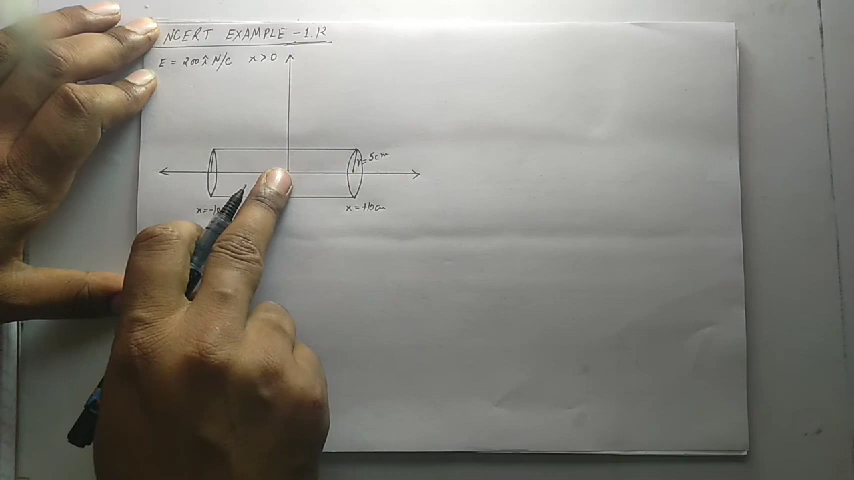 NCERT EXAMPLE - 1.12
E = 200 î N/C x > 0
r = 5cm
x = +10cm